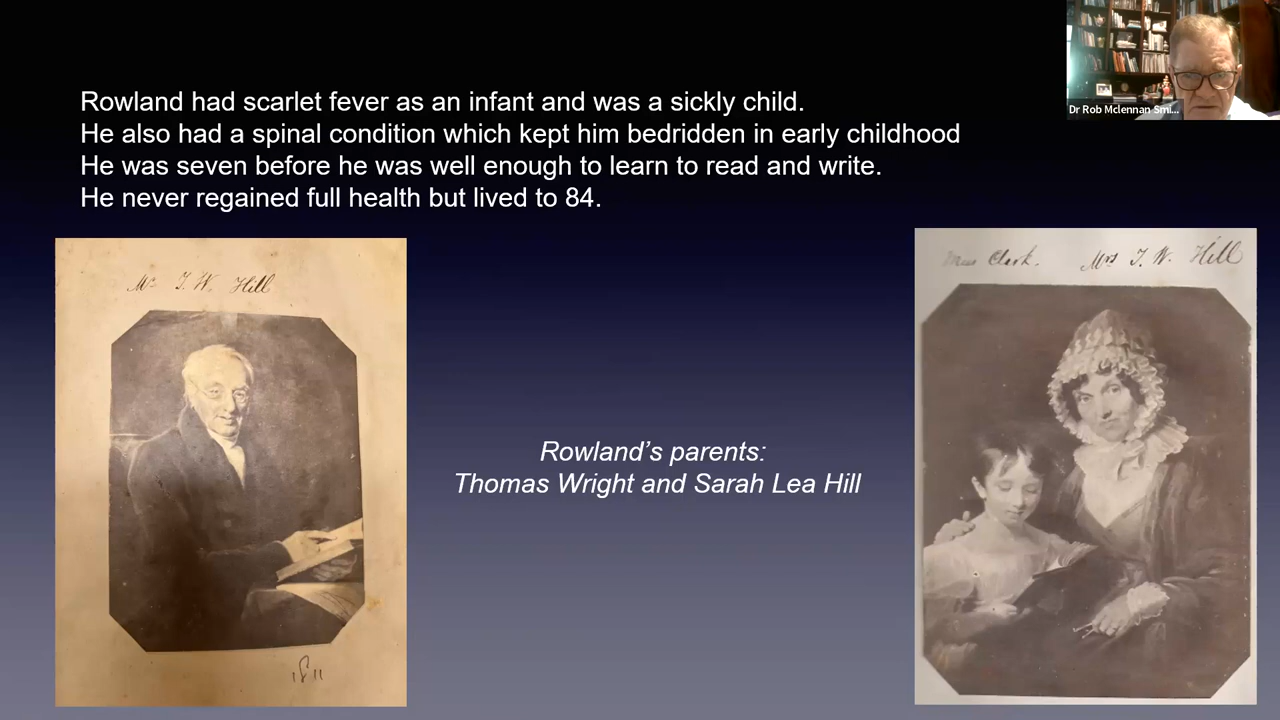 Rowland had scarlet fever as an infant and was a sickly child.
He also had a spinal condition which kept him bedridden in early childhood
He was seven before he was well enough to learn to read and write.
He never regained full health but lived to 84.
Dr Rob Mclennan Smi...
Mr T. W. Hill
Miss Clark. Mrs T. W. Hill
Rowland’s parents:
Thomas Wright and Sarah Lea Hill